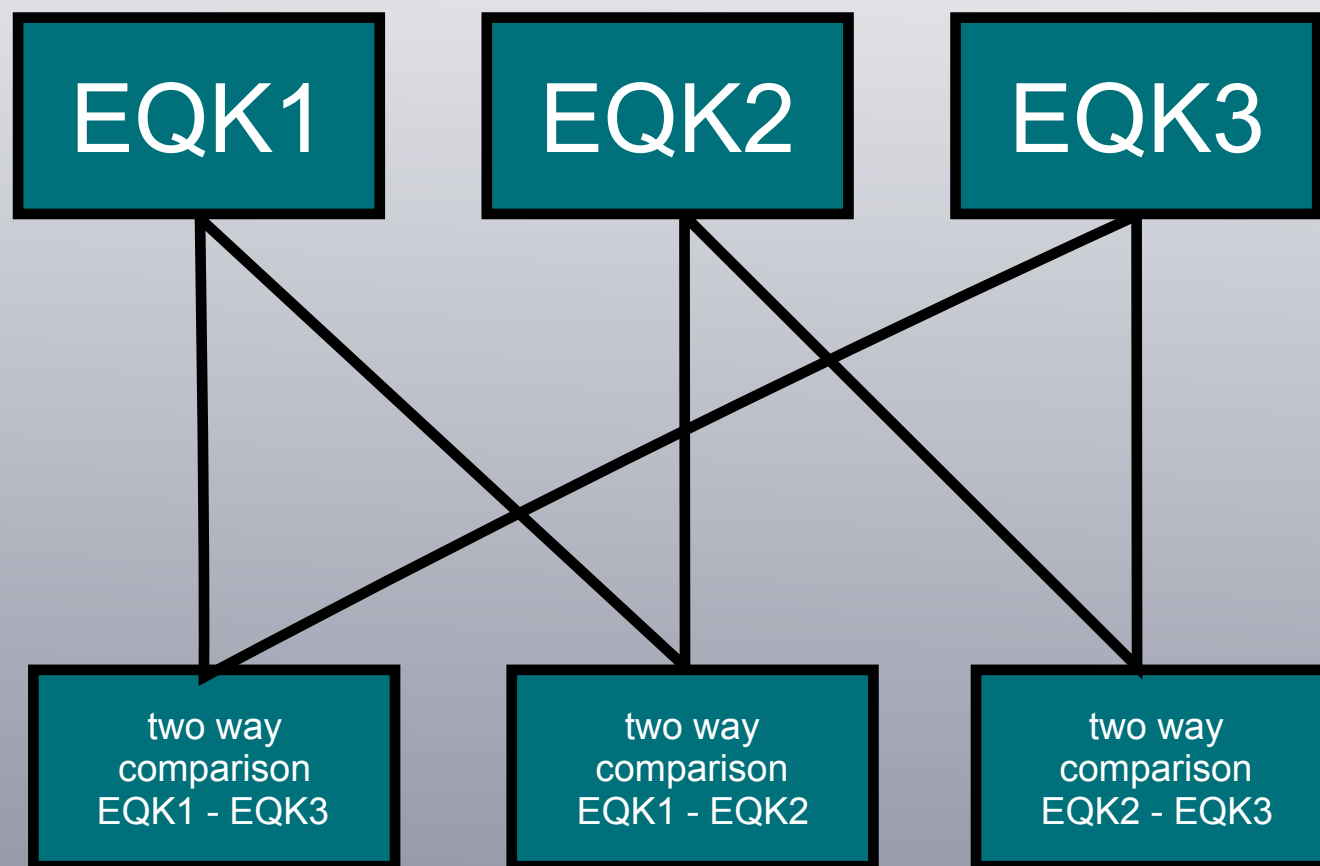 EQK1
EQK2
EQK3
two way
comparison
EQK1 - EQK3
two way
comparison
EQK1 - EQK2
two way
comparison
EQK2 - EQK3